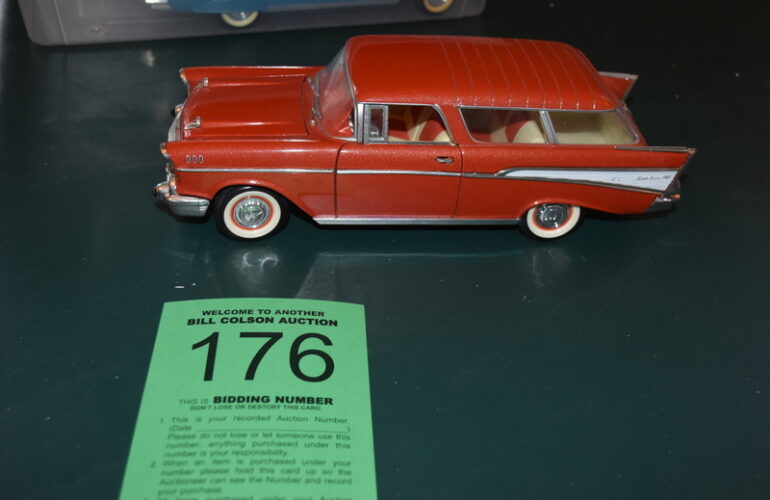 WELCOME TO ANOTHER
BILL COLSON AUCTION
176
THIS IS BIDDING NUMBER
DON'T LOSE OR DESTORY THIS CARD
1. This is your recorded Auction Number.
(Date ____________________)
Please do not lose or let someone use this
number; anything purchased under this
number is your responsibility.
2. When an item is purchased under your
number please hold this card up so the
Auctioneer can see the Number and record
your purchase.